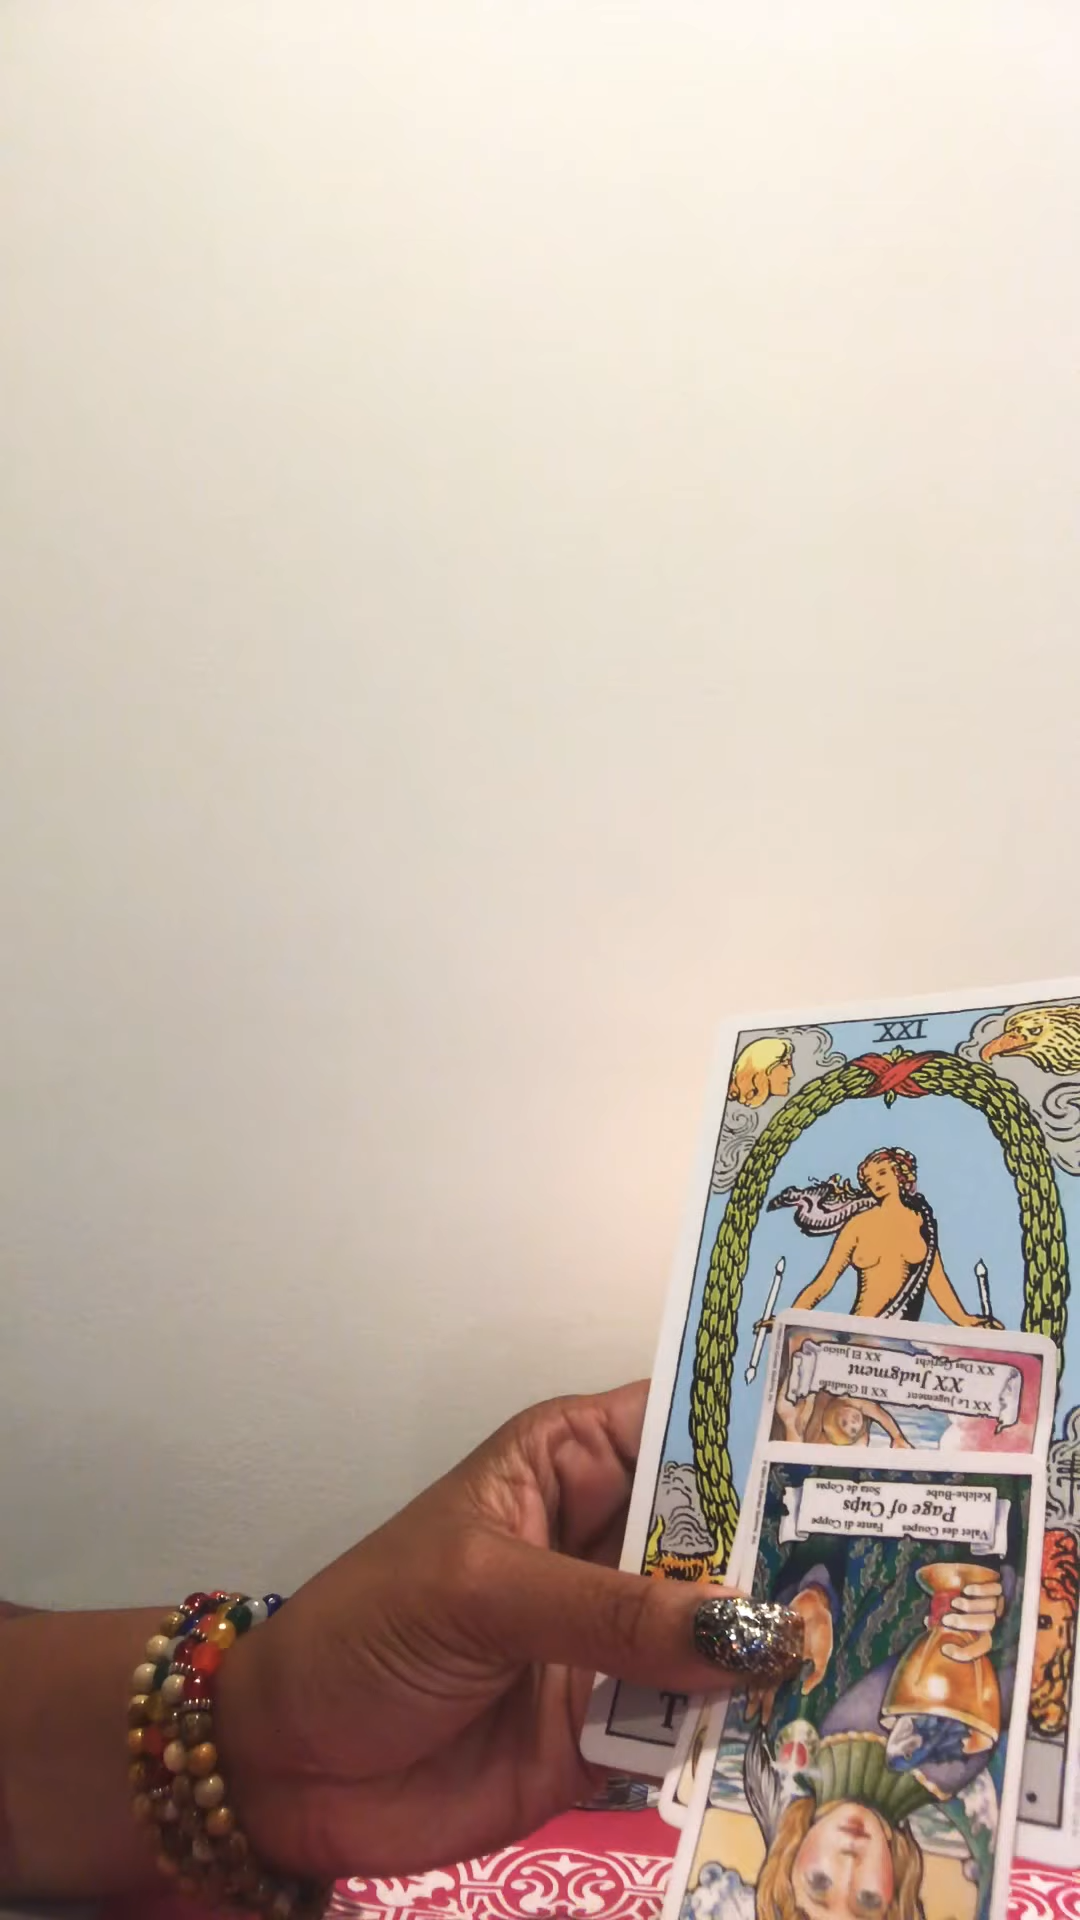 XXI
XX Le Jugement XX Il Giudizio
XX Judgment
XX Das Gericht XX El Juicio
Valet des Coupes Fante di Coppe
Page of Cups
Kelche-Bube Sota de Copas
T